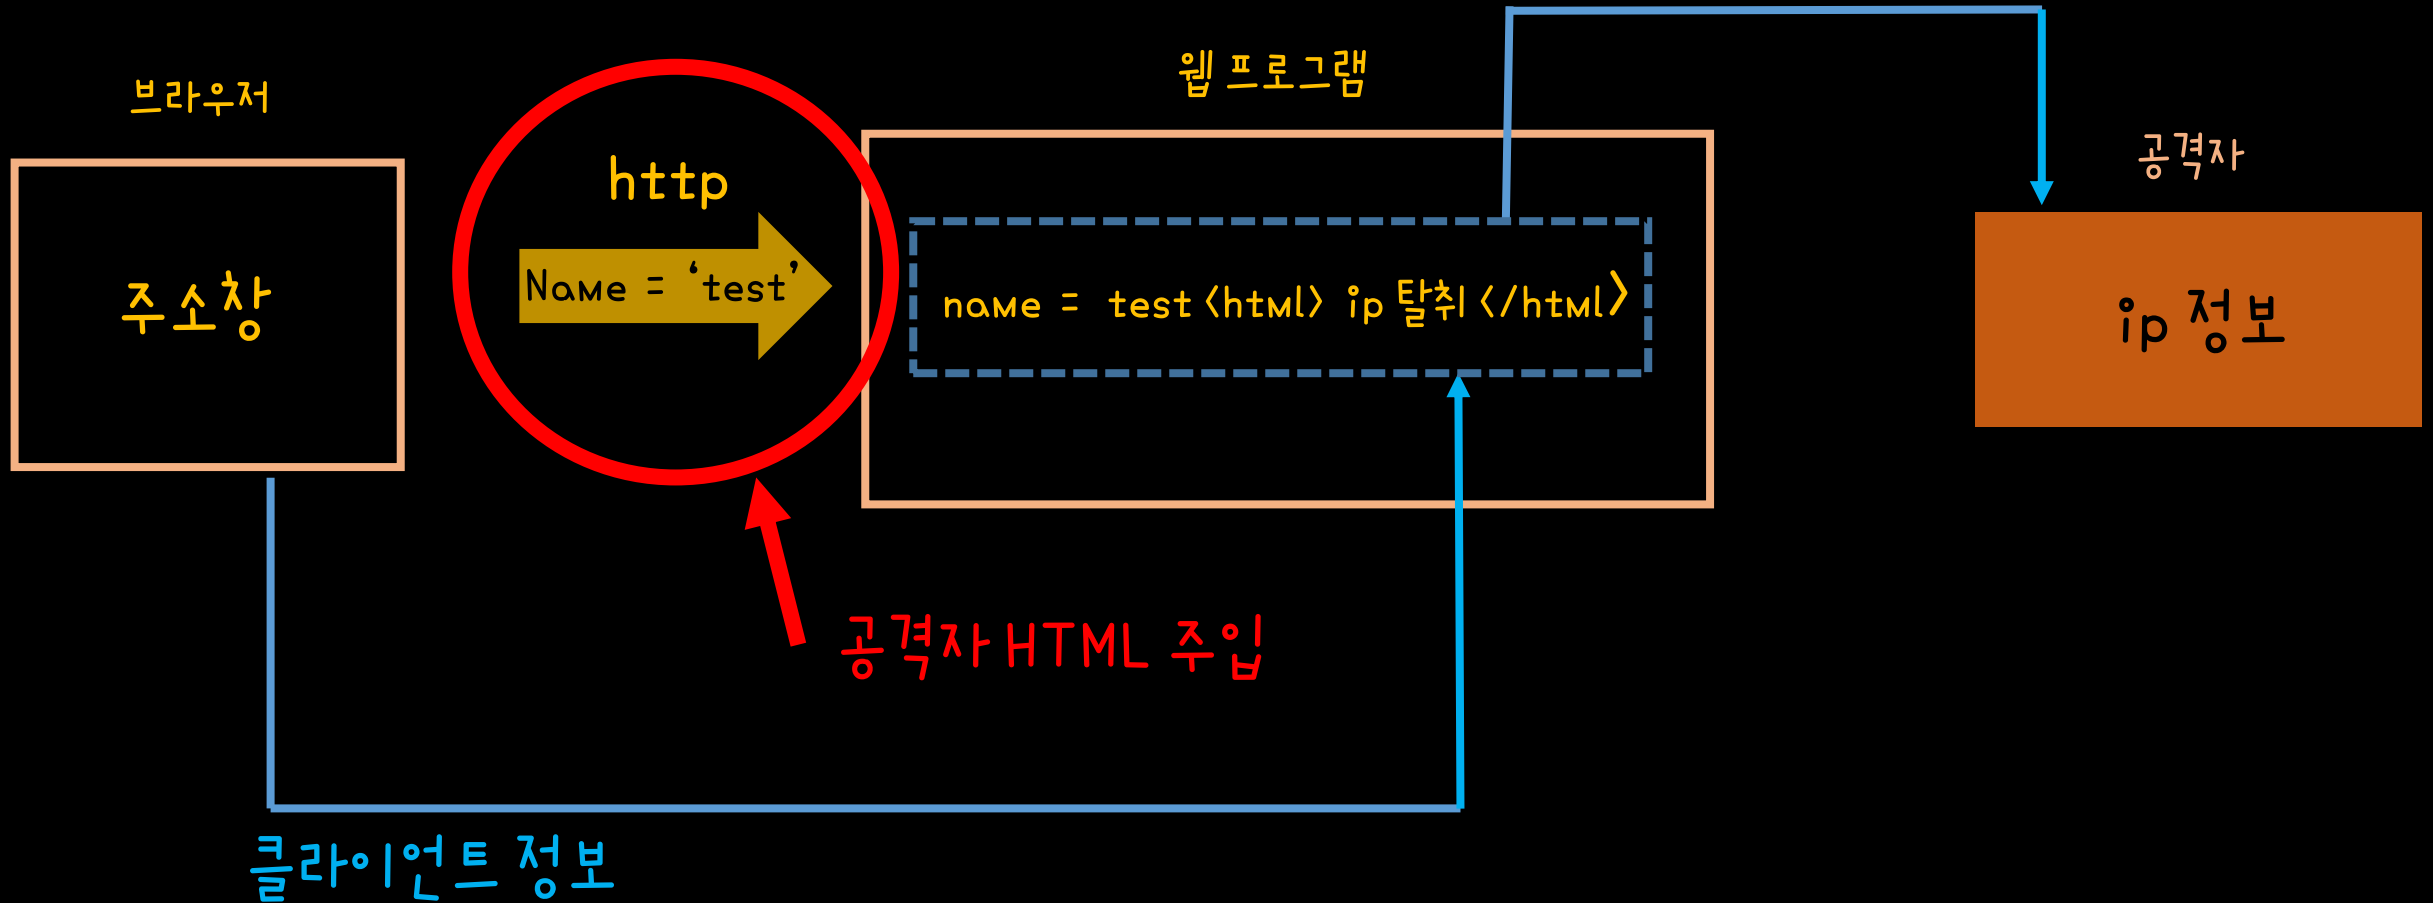 브라우저
주소창
http
Name = ‘test’
웹 프로그램
name = test <html> ip 탈취 </html>
공격자
ip 정보
공격자 HTML 주입
클라이언트 정보